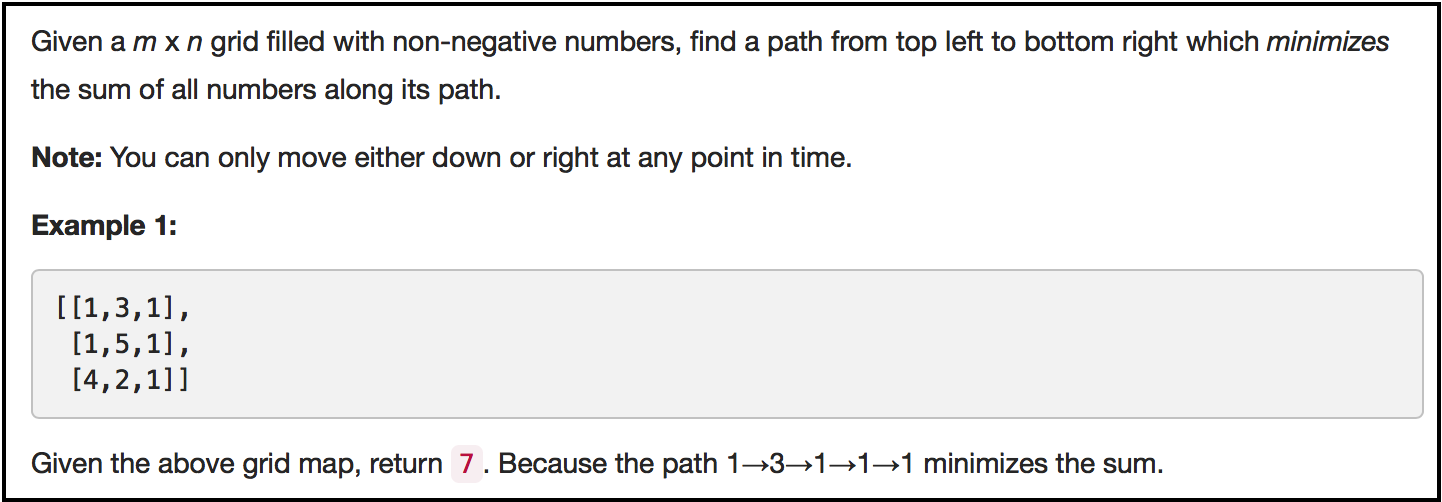 Given a m x n grid filled with non-negative numbers, find a path from top left to bottom right which minimizes
the sum of all numbers along its path.
Note: You can only move either down or right at any point in time.
Example 1:
[[1,3,1],
[1,5,1],
[4,2,1]]
Given the above grid map, return 7. Because the path 1→3→1→1→1 minimizes the sum.